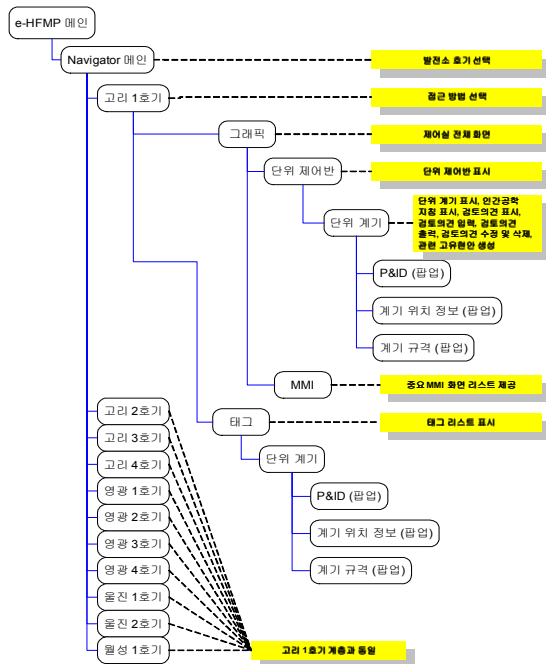 e-HFMP 메인
Navigator 메인
발전소 호기 선택
고리 1호기
접근 방법 선택
그래픽
제어실 전체 화면
단위 제어반
단위 제어반 표시
단위 계기
단위 계기 표시, 인간공학
지침 표시, 검토의견 표시,
검토의견 입력, 검토의견
출력, 검토의견 수정 및 삭제,
관련 고유현안 생성
P&ID (팝업)
계기 위치 정보 (팝업)
계기 규격 (팝업)
MMI
중요 MMI 화면 리스트 제공
고리 2호기
태그
태그 리스트 표시
고리 3호기
고리 4호기
단위 계기
영광 1호기
P&ID (팝업)
영광 2호기
계기 위치 정보 (팝업)
영광 3호기
영광 4호기
계기 규격 (팝업)
울진 1호기
울진 2호기
월성 1호기
고리 1호기 계층과 동일